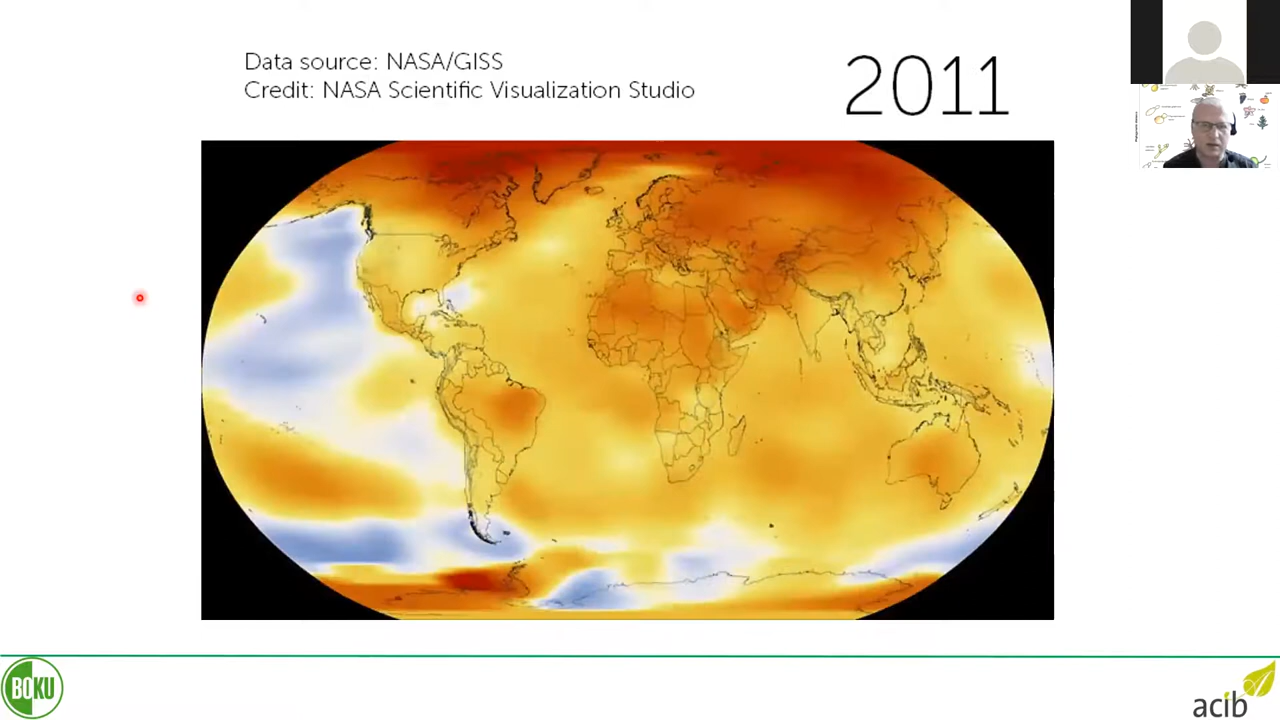 Data source: NASA/GISS
Credit: NASA Scientific Visualization Studio
2011
BOKU
acib